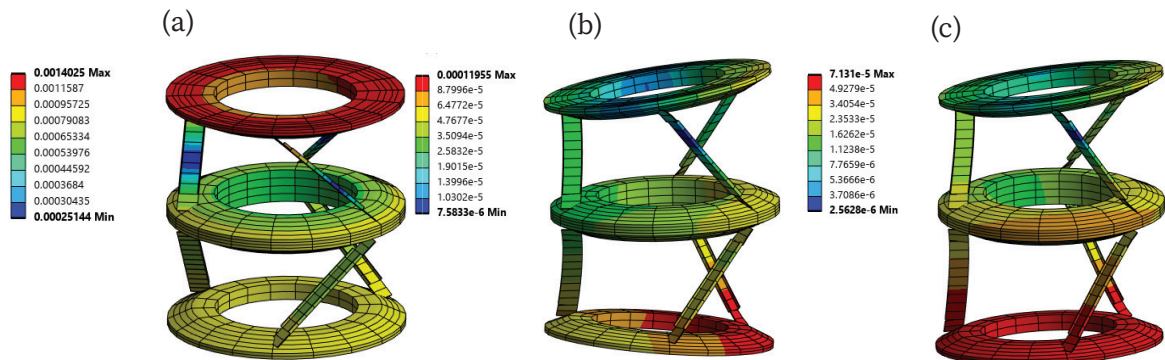 (a)
(b)
(c)
0.0014025 Max
0.0011587
0.00095725
0.00079083
0.00065334
0.00053976
0.00044592
0.0003684
0.00030435
0.00025144 Min
0.00011955 Max
8.7996e-5
6.4772e-5
4.7677e-5
3.5094e-5
2.5832e-5
1.9015e-5
1.3996e-5
1.0302e-5
7.5833e-6 Min
7.131e-5 Max
4.9279e-5
3.4054e-5
2.3533e-5
1.6262e-5
1.1238e-5
7.7659e-6
5.3666e-6
3.7086e-6
2.5628e-6 Min